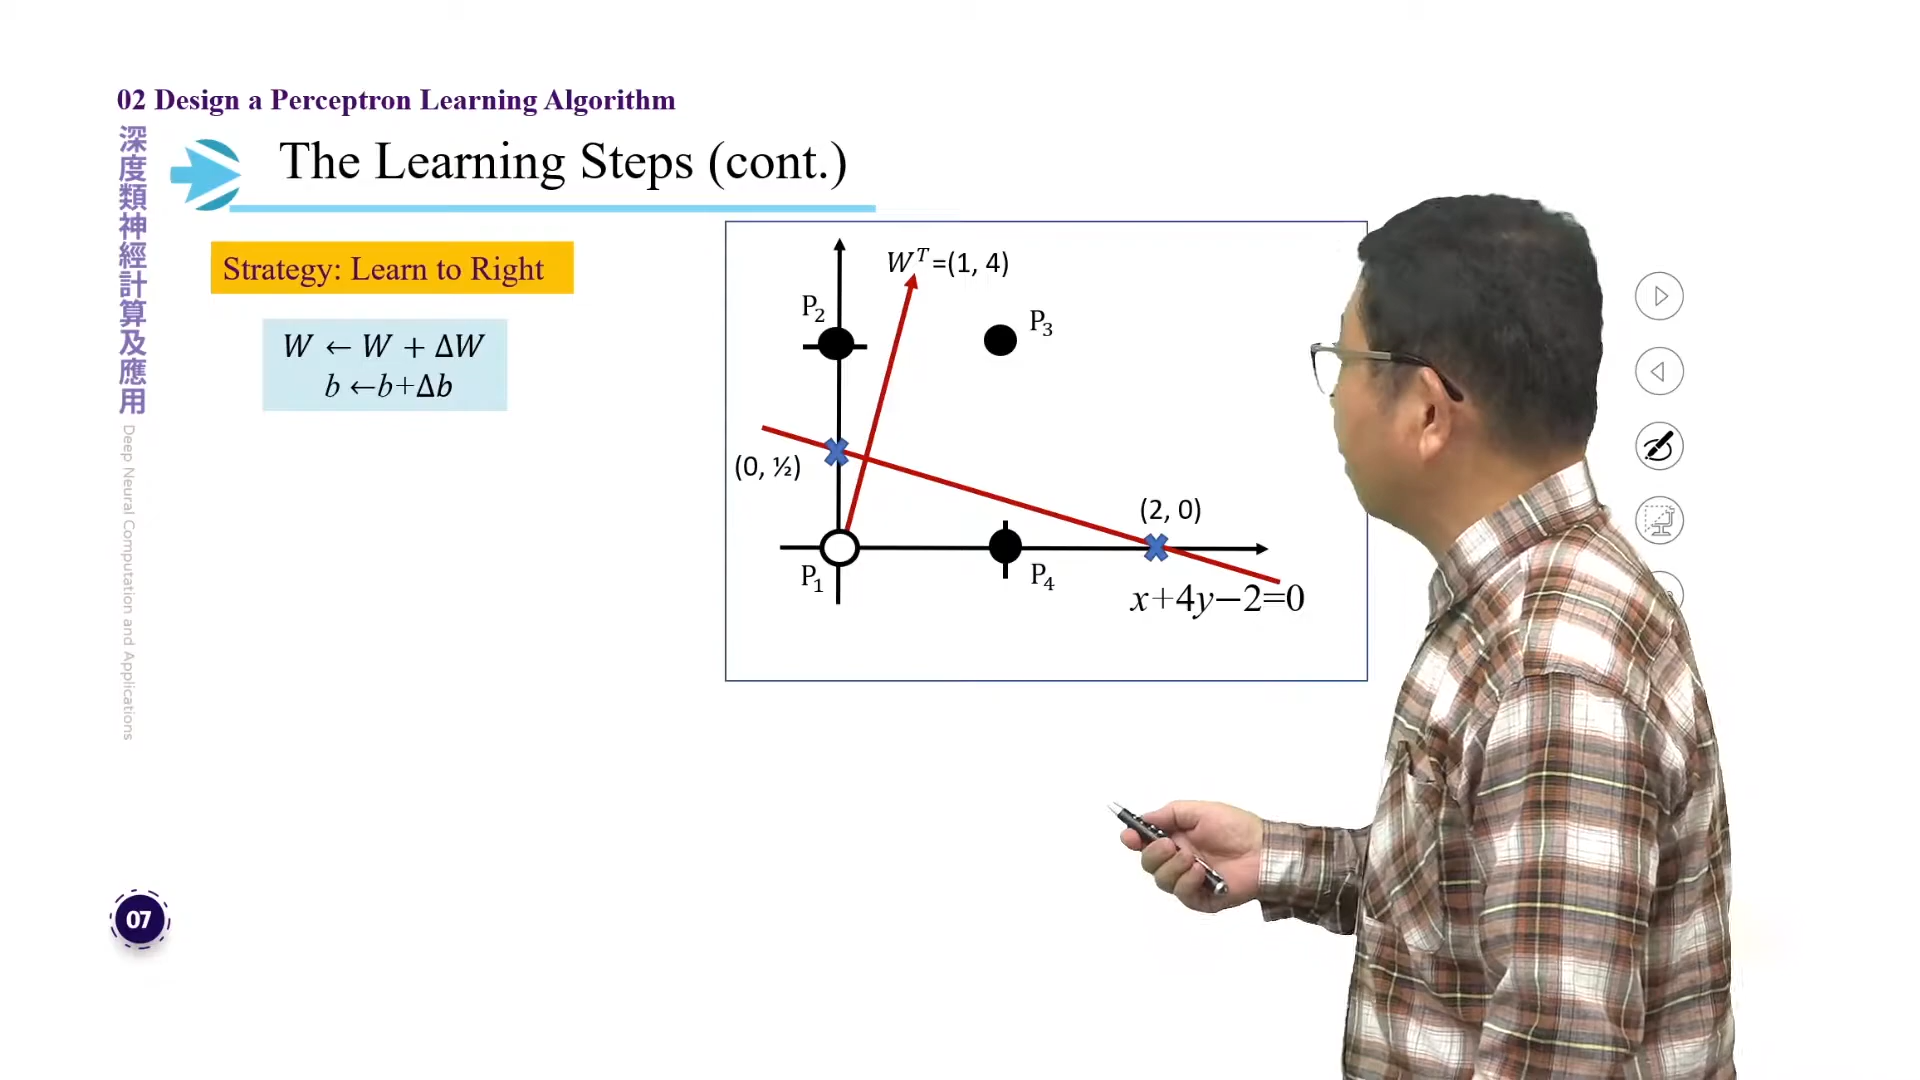 02 Design a Perceptron Learning Algorithm
深度類神經計算及應用
Deep Neural Computation and Applications
The Learning Steps (cont.)
Strategy: Learn to Right
W ← W + ΔW
b ←b+Δb
Wᵀ=(1, 4)
P₂
P₃
(0, ½)
(2, 0)
P₁
P₄
x+4y−2=0
07